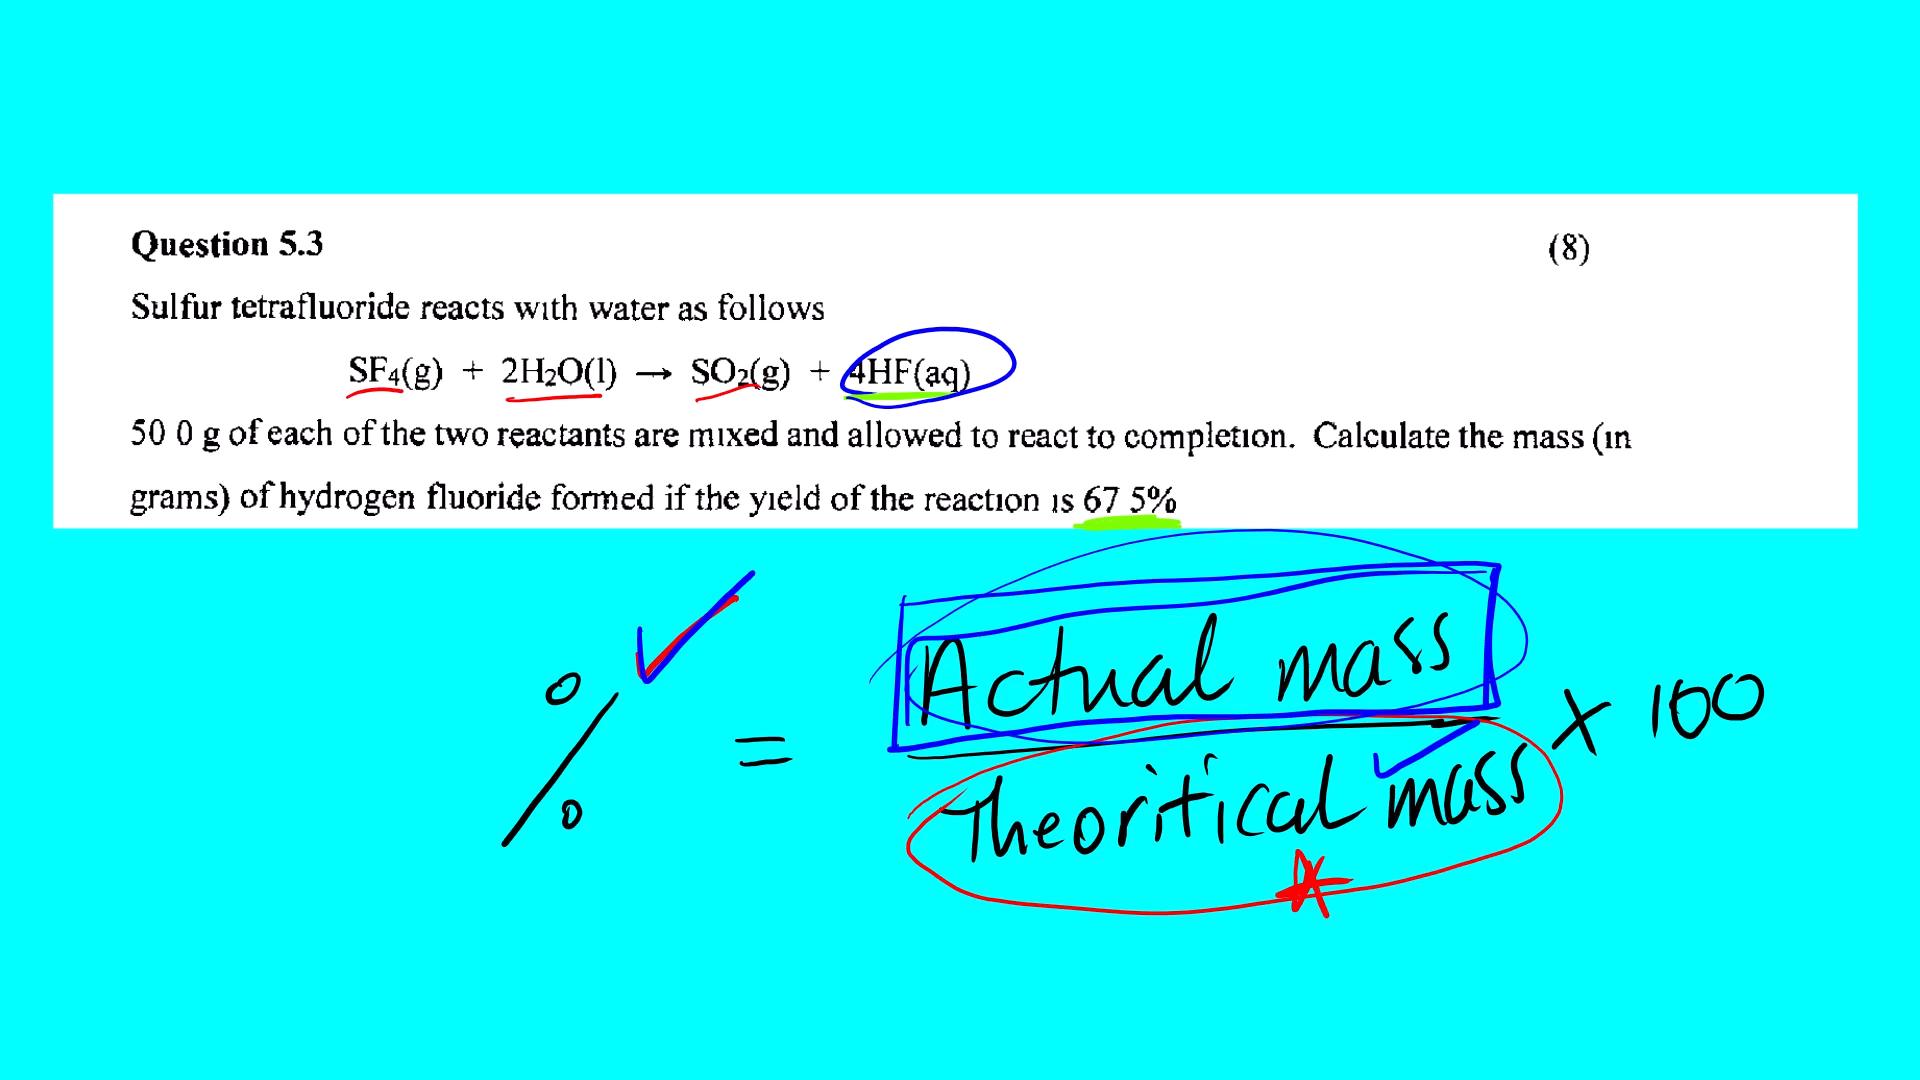 Question 5.3 (8)
Sulfur tetrafluoride reacts with water as follows
SF₄(g) + 2H₂O(l) → SO₂(g) + 4HF(aq)
50 0 g of each of the two reactants are mixed and allowed to react to completion. Calculate the mass (in
grams) of hydrogen fluoride formed if the yield of the reaction is 67 5%
% = Actual mass
Theoritical mass × 100